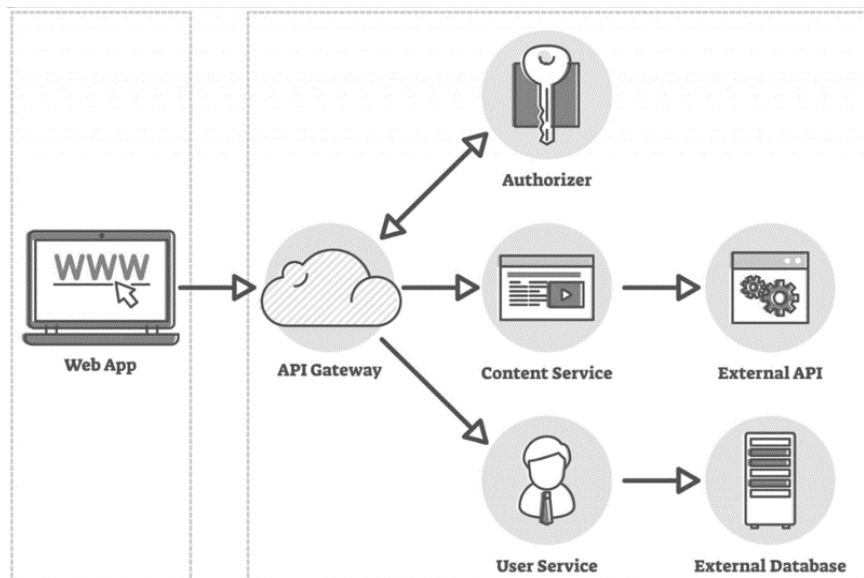 Authorizer
WWW
Web App
API Gateway
Content Service
External API
User Service
External Database